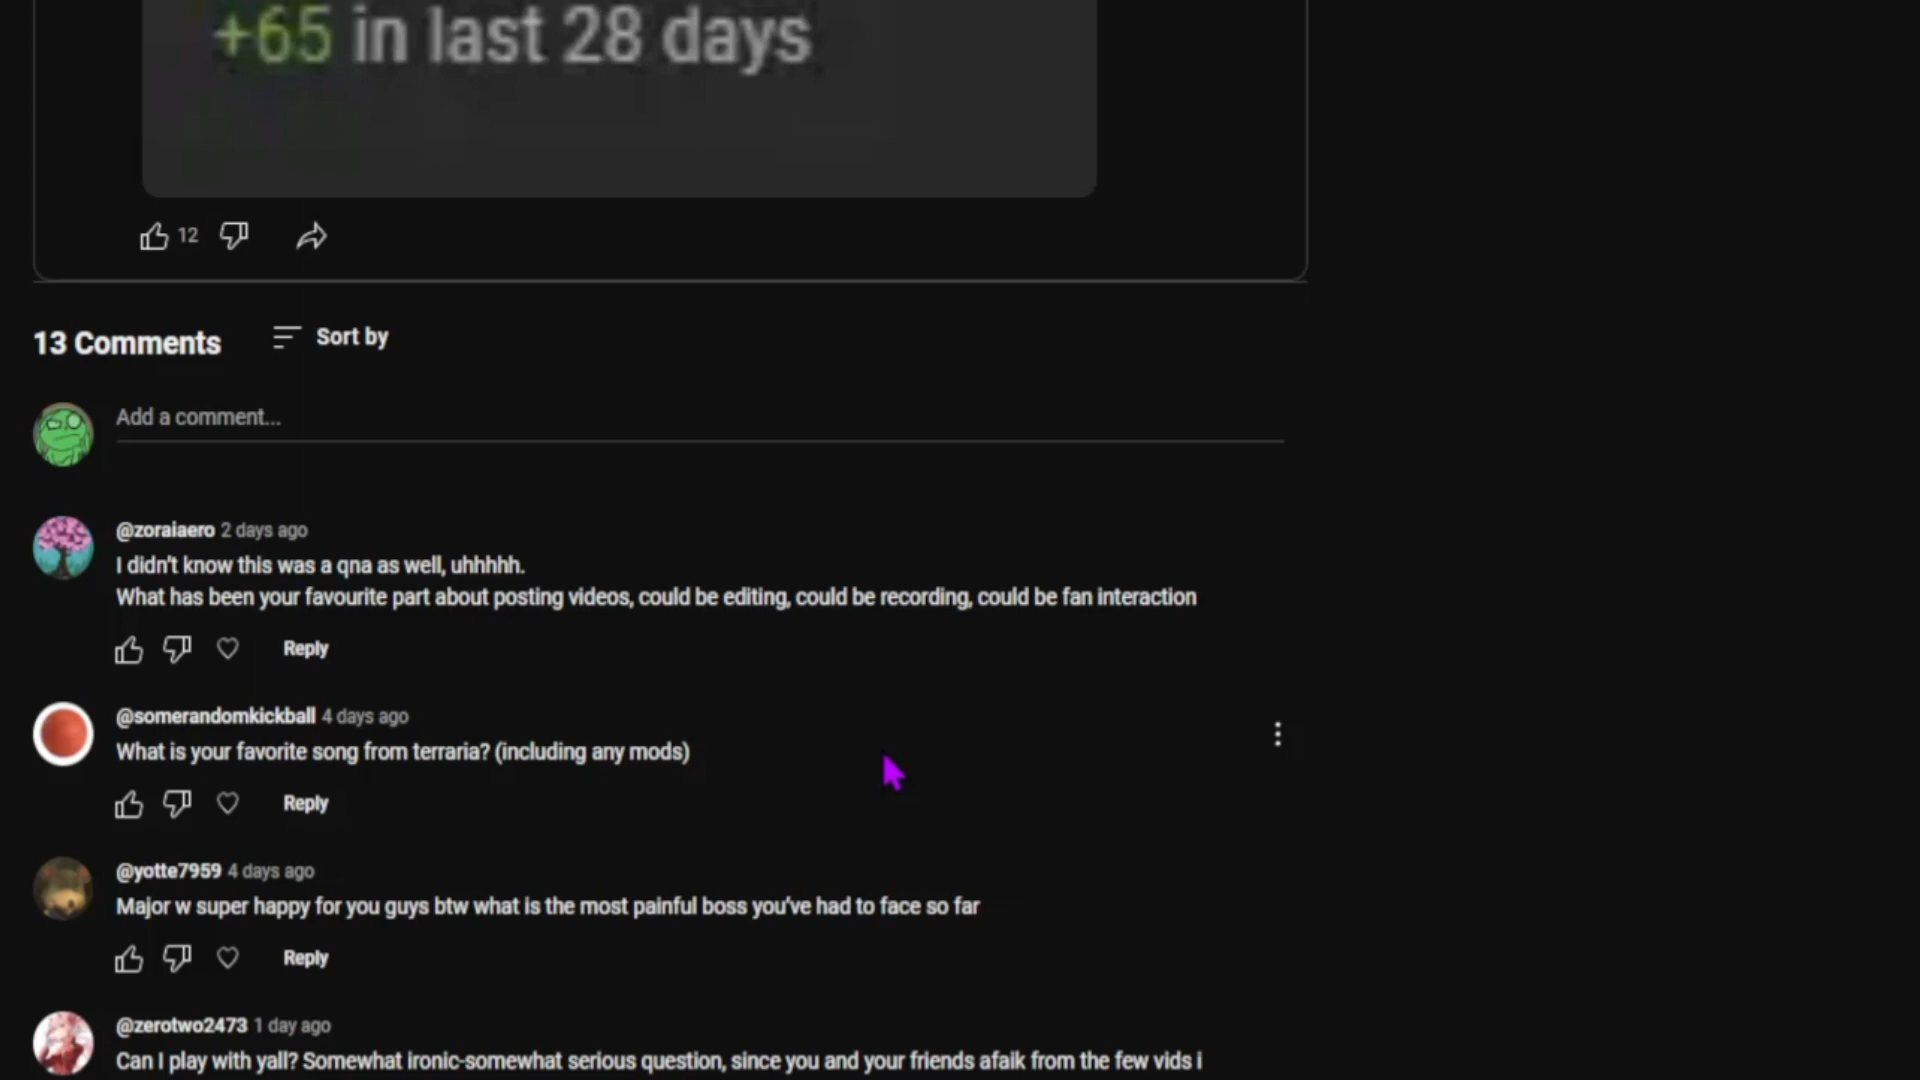 +65 in last 28 days
12
13 Comments
Sort by
Add a comment...
@zoraiaero 2 days ago
I didn't know this was a qna as well, uhhhhh.
What has been your favourite part about posting videos, could be editing, could be recording, could be fan interaction
Reply
@somerandomkickball 4 days ago
What is your favorite song from terraria? (including any mods)
Reply
@yotte7959 4 days ago
Major w super happy for you guys btw what is the most painful boss you've had to face so far
Reply
@zerotwo2473 1 day ago
Can I play with yall? Somewhat ironic-somewhat serious question, since you and your friends afaik from the few vids i